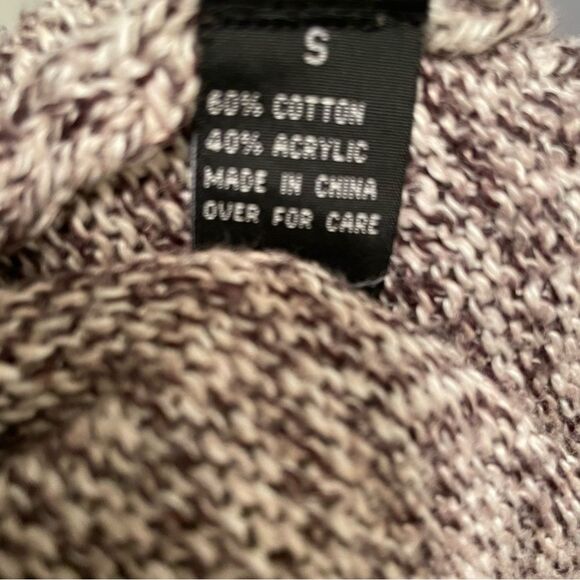 S
60% COTTON
40% ACRYLIC
MADE IN CHINA
OVER FOR CARE